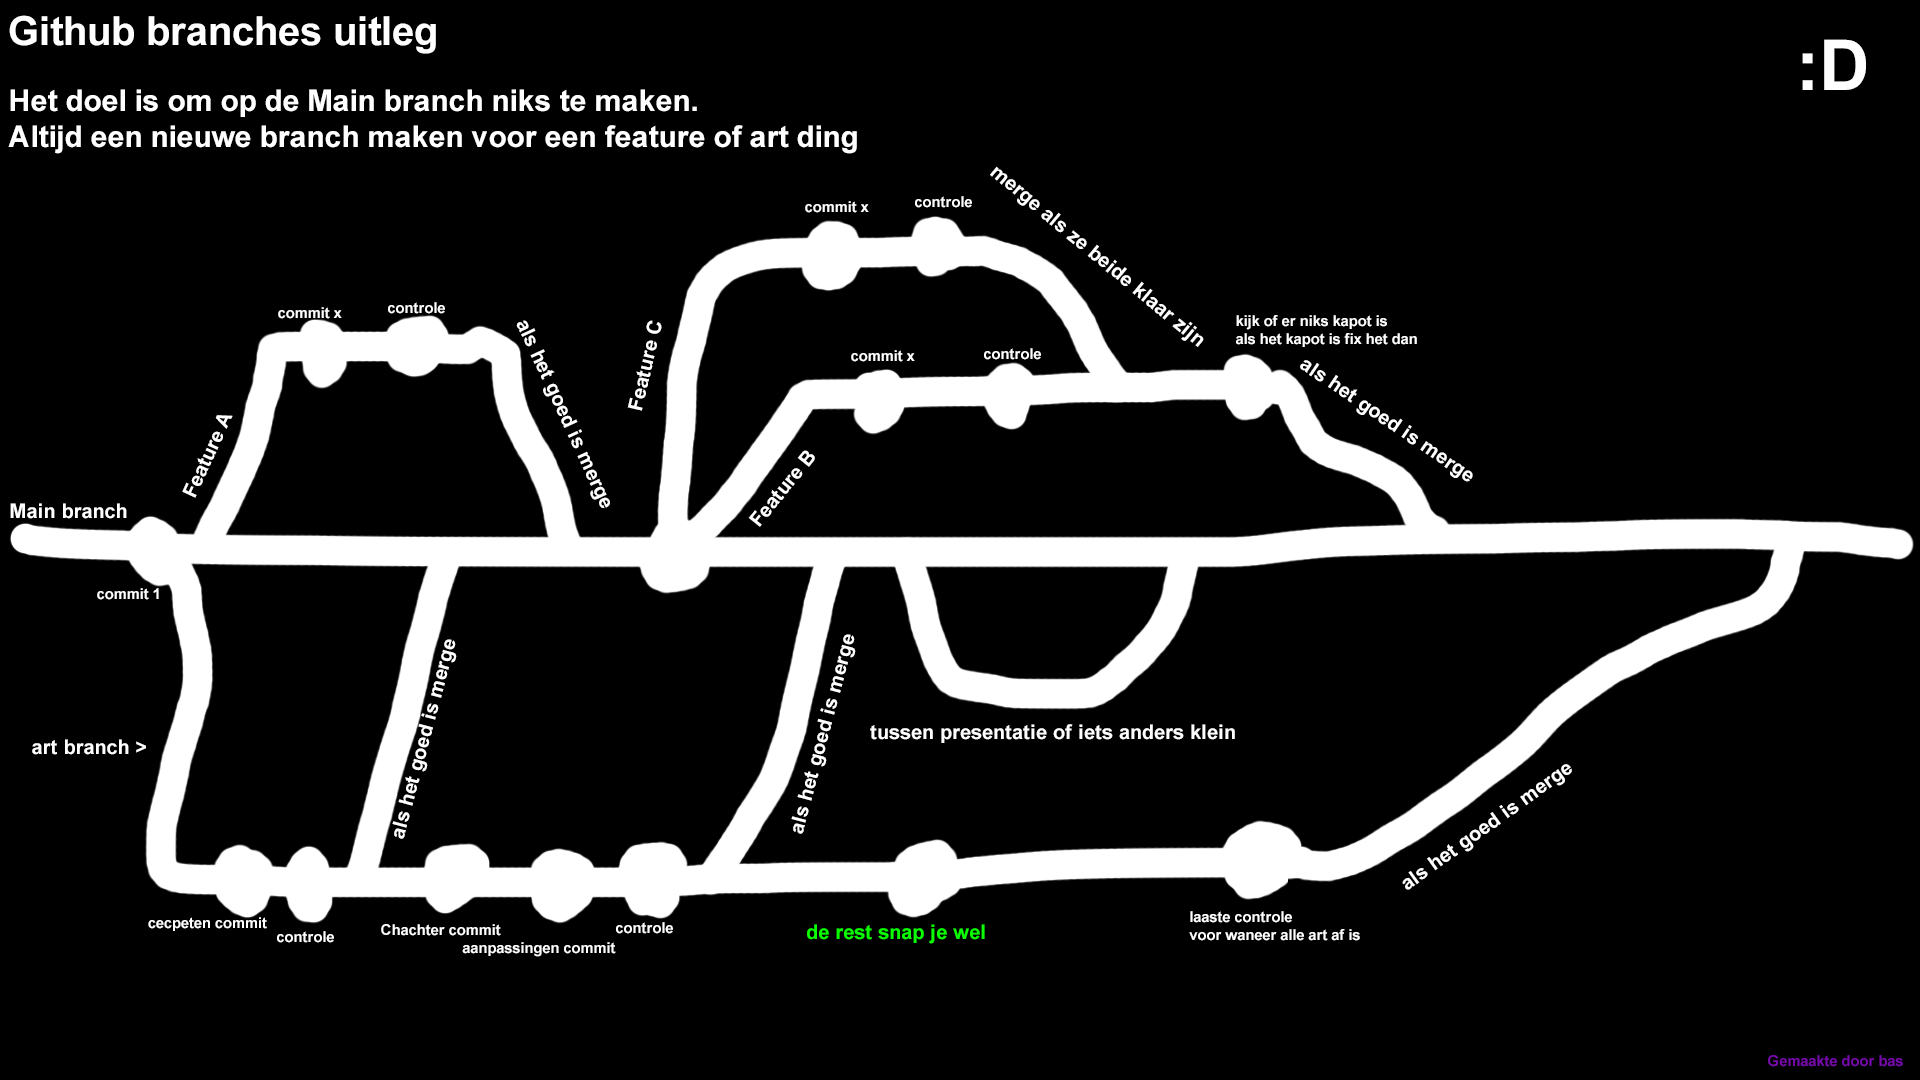 Github branches uitleg
:D
Het doel is om op de Main branch niks te maken.
Altijd een nieuwe branch maken voor een feature of art ding
merge als ze beide klaar zijn
commit x
controle
commit x
controle
als het goed is merge
Feature C
kijk of er niks kapot is
als het kapot is fix het dan
commit x
controle
als het goed is merge
Feature A
Feature B
Main branch
commit 1
als het goed is merge
als het goed is merge
tussen presentatie of iets anders klein
art branch >
als het goed is merge
cecpeten commit
controle
Chachter commit
aanpassingen commit
controle
de rest snap je wel
laaste controle
voor waneer alle art af is
Gemaakte door bas